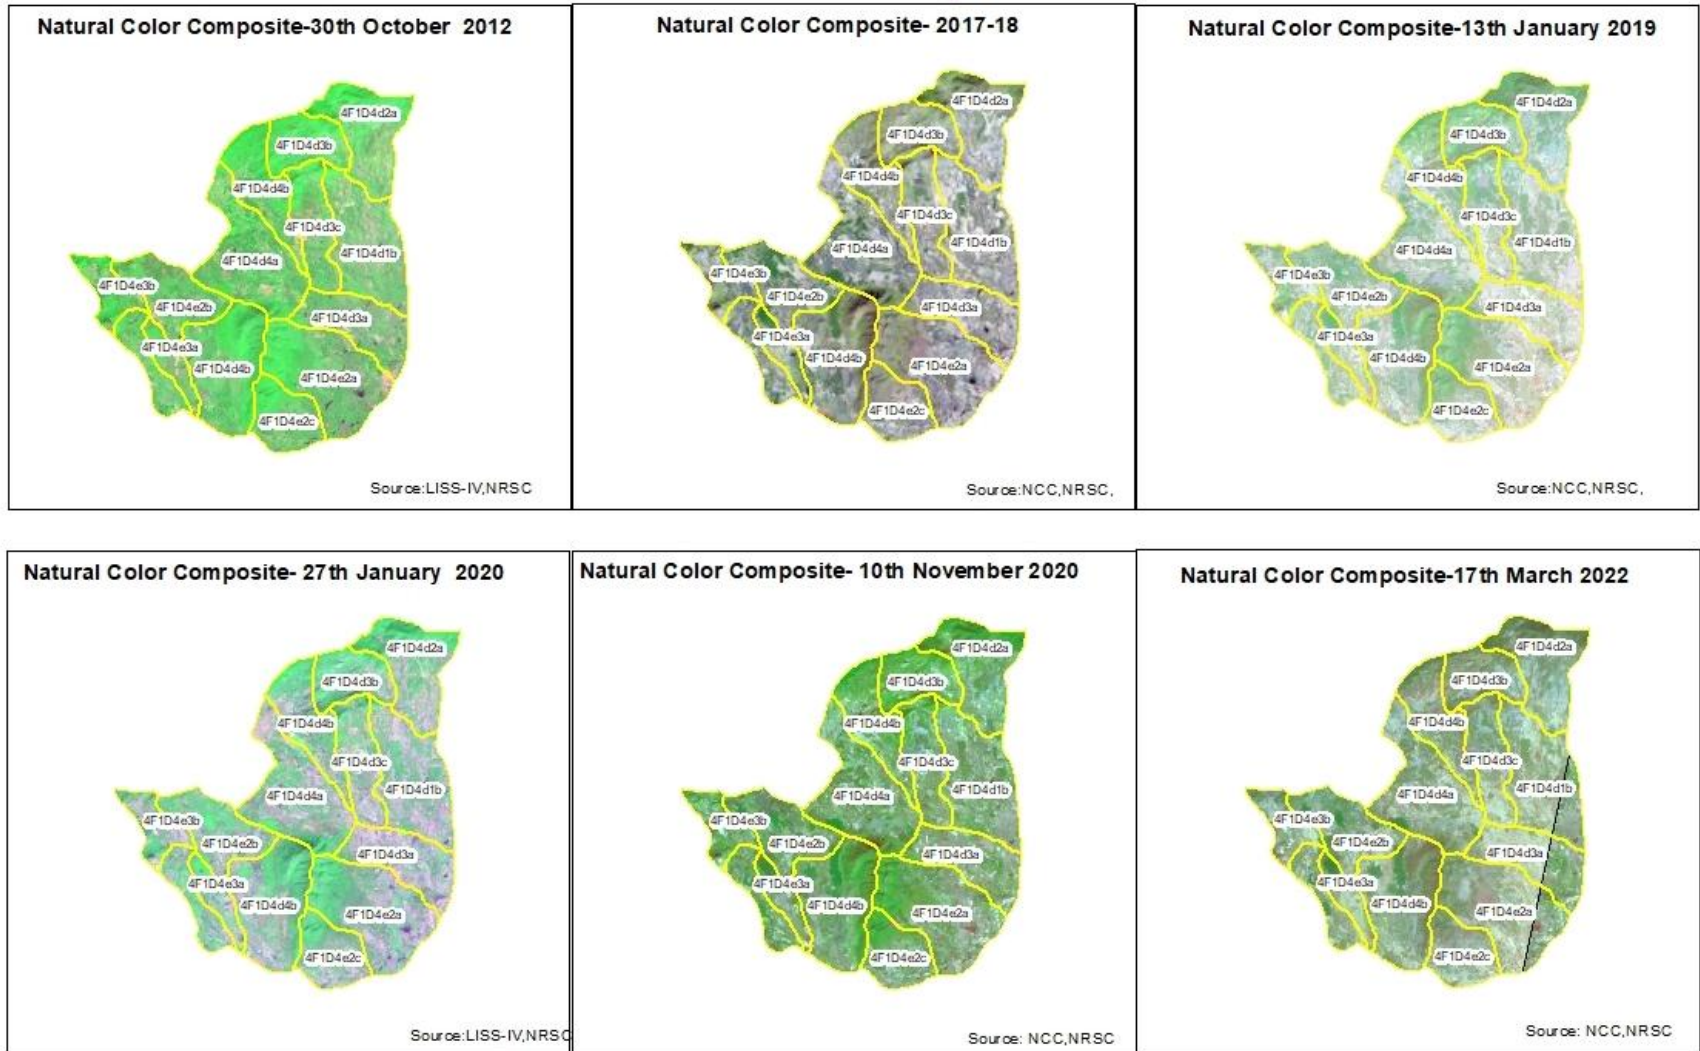 Natural Color Composite-30th October 2012
4F1D4d2a
4F1D4d3b
4F1D4d4b
4F1D4d3c
4F1D4d1b
4F1D4d4a
4F1D4e3b
4F1D4e2b
4F1D4d3a
4F1D4e3a
4F1D4d4b
4F1D4e2a
4F1D4e2c
Source:LISS-IV,NRSC
Natural Color Composite- 2017-18
4F1D4d2a
4F1D4d3b
4F1D4d4b
4F1D4d3c
4F1D4d1b
4F1D4d4a
4F1D4e3b
4F1D4e2b
4F1D4d3a
4F1D4e3a
4F1D4d4b
4F1D4e2a
4F1D4e2c
Source:NCC,NRSC,
Natural Color Composite-13th January 2019
4F1D4d2a
4F1D4d3b
4F1D4d4b
4F1D4d3c
4F1D4d1b
4F1D4d4a
4F1D4e3b
4F1D4e2b
4F1D4d3a
4F1D4e3a
4F1D4d4b
4F1D4e2a
4F1D4e2c
Source:NCC,NRSC,
Natural Color Composite- 27th January 2020
4F1D4d2a
4F1D4d3b
4F1D4d4b
4F1D4d3c
4F1D4d1b
4F1D4d4a
4F1D4e3b
4F1D4e2b
4F1D4d3a
4F1D4e3a
4F1D4d4b
4F1D4e2a
4F1D4e2c
Source:LISS-IV,NRSC
Natural Color Composite- 10th November 2020
4F1D4d2a
4F1D4d3b
4F1D4d4b
4F1D4d3c
4F1D4d1b
4F1D4d4a
4F1D4e3b
4F1D4e2b
4F1D4d3a
4F1D4e3a
4F1D4d4b
4F1D4e2a
4F1D4e2c
Source: NCC,NRSC
Natural Color Composite-17th March 2022
4F1D4d2a
4F1D4d3b
4F1D4d4b
4F1D4d3c
4F1D4d1b
4F1D4d4a
4F1D4e3b
4F1D4e2b
4F1D4d3a
4F1D4e3a
4F1D4d4b
4F1D4e2a
4F1D4e2c
Source: NCC,NRSC